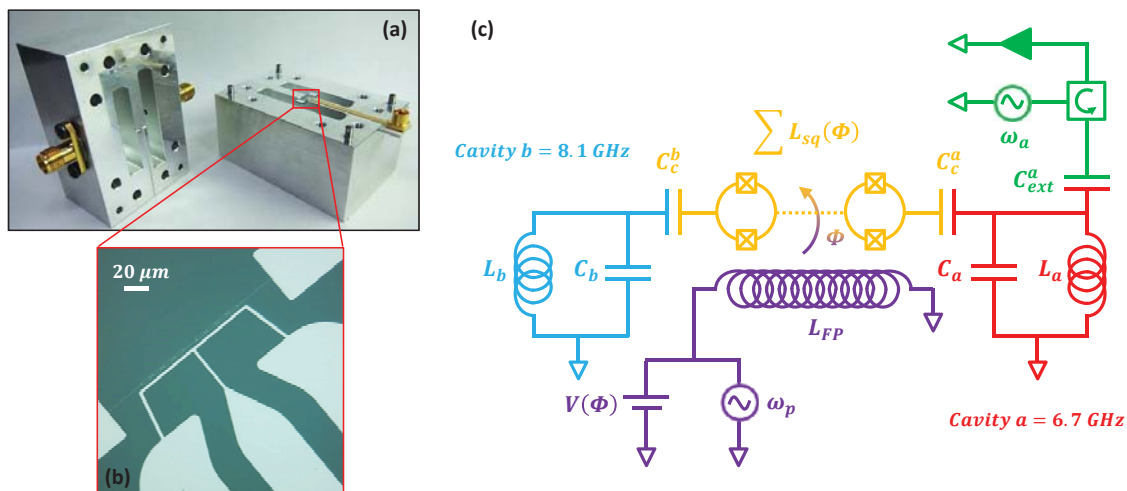 (a)
20 μm
(b)
(c)
Cavity b = 8.1 GHz
∑ L_sq(Φ)
C_c^b
C_c^a
ω_a
C_ext^a
Φ
L_b
C_b
C_a
L_a
L_FP
V(Φ)
ω_p
Cavity a = 6.7 GHz